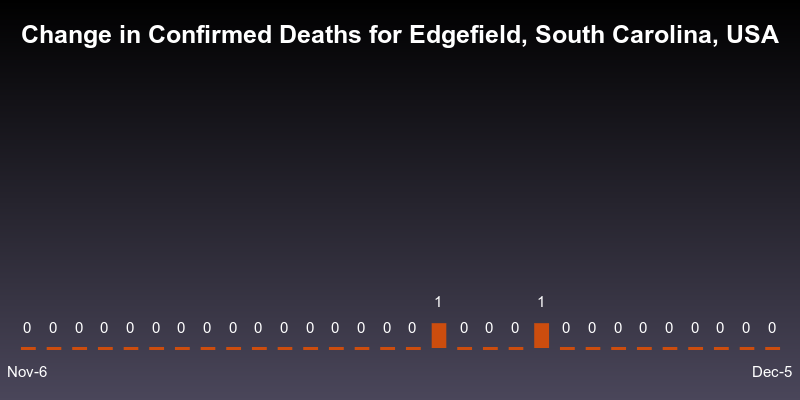 Change in Confirmed Deaths for Edgefield, South Carolina, USA
1 1
0 0 0 0 0 0 0 0 0 0 0 0 0 0 0 0 0 0 0 0 0 0 0 0 0 0 0 0
Nov-6 Dec-5